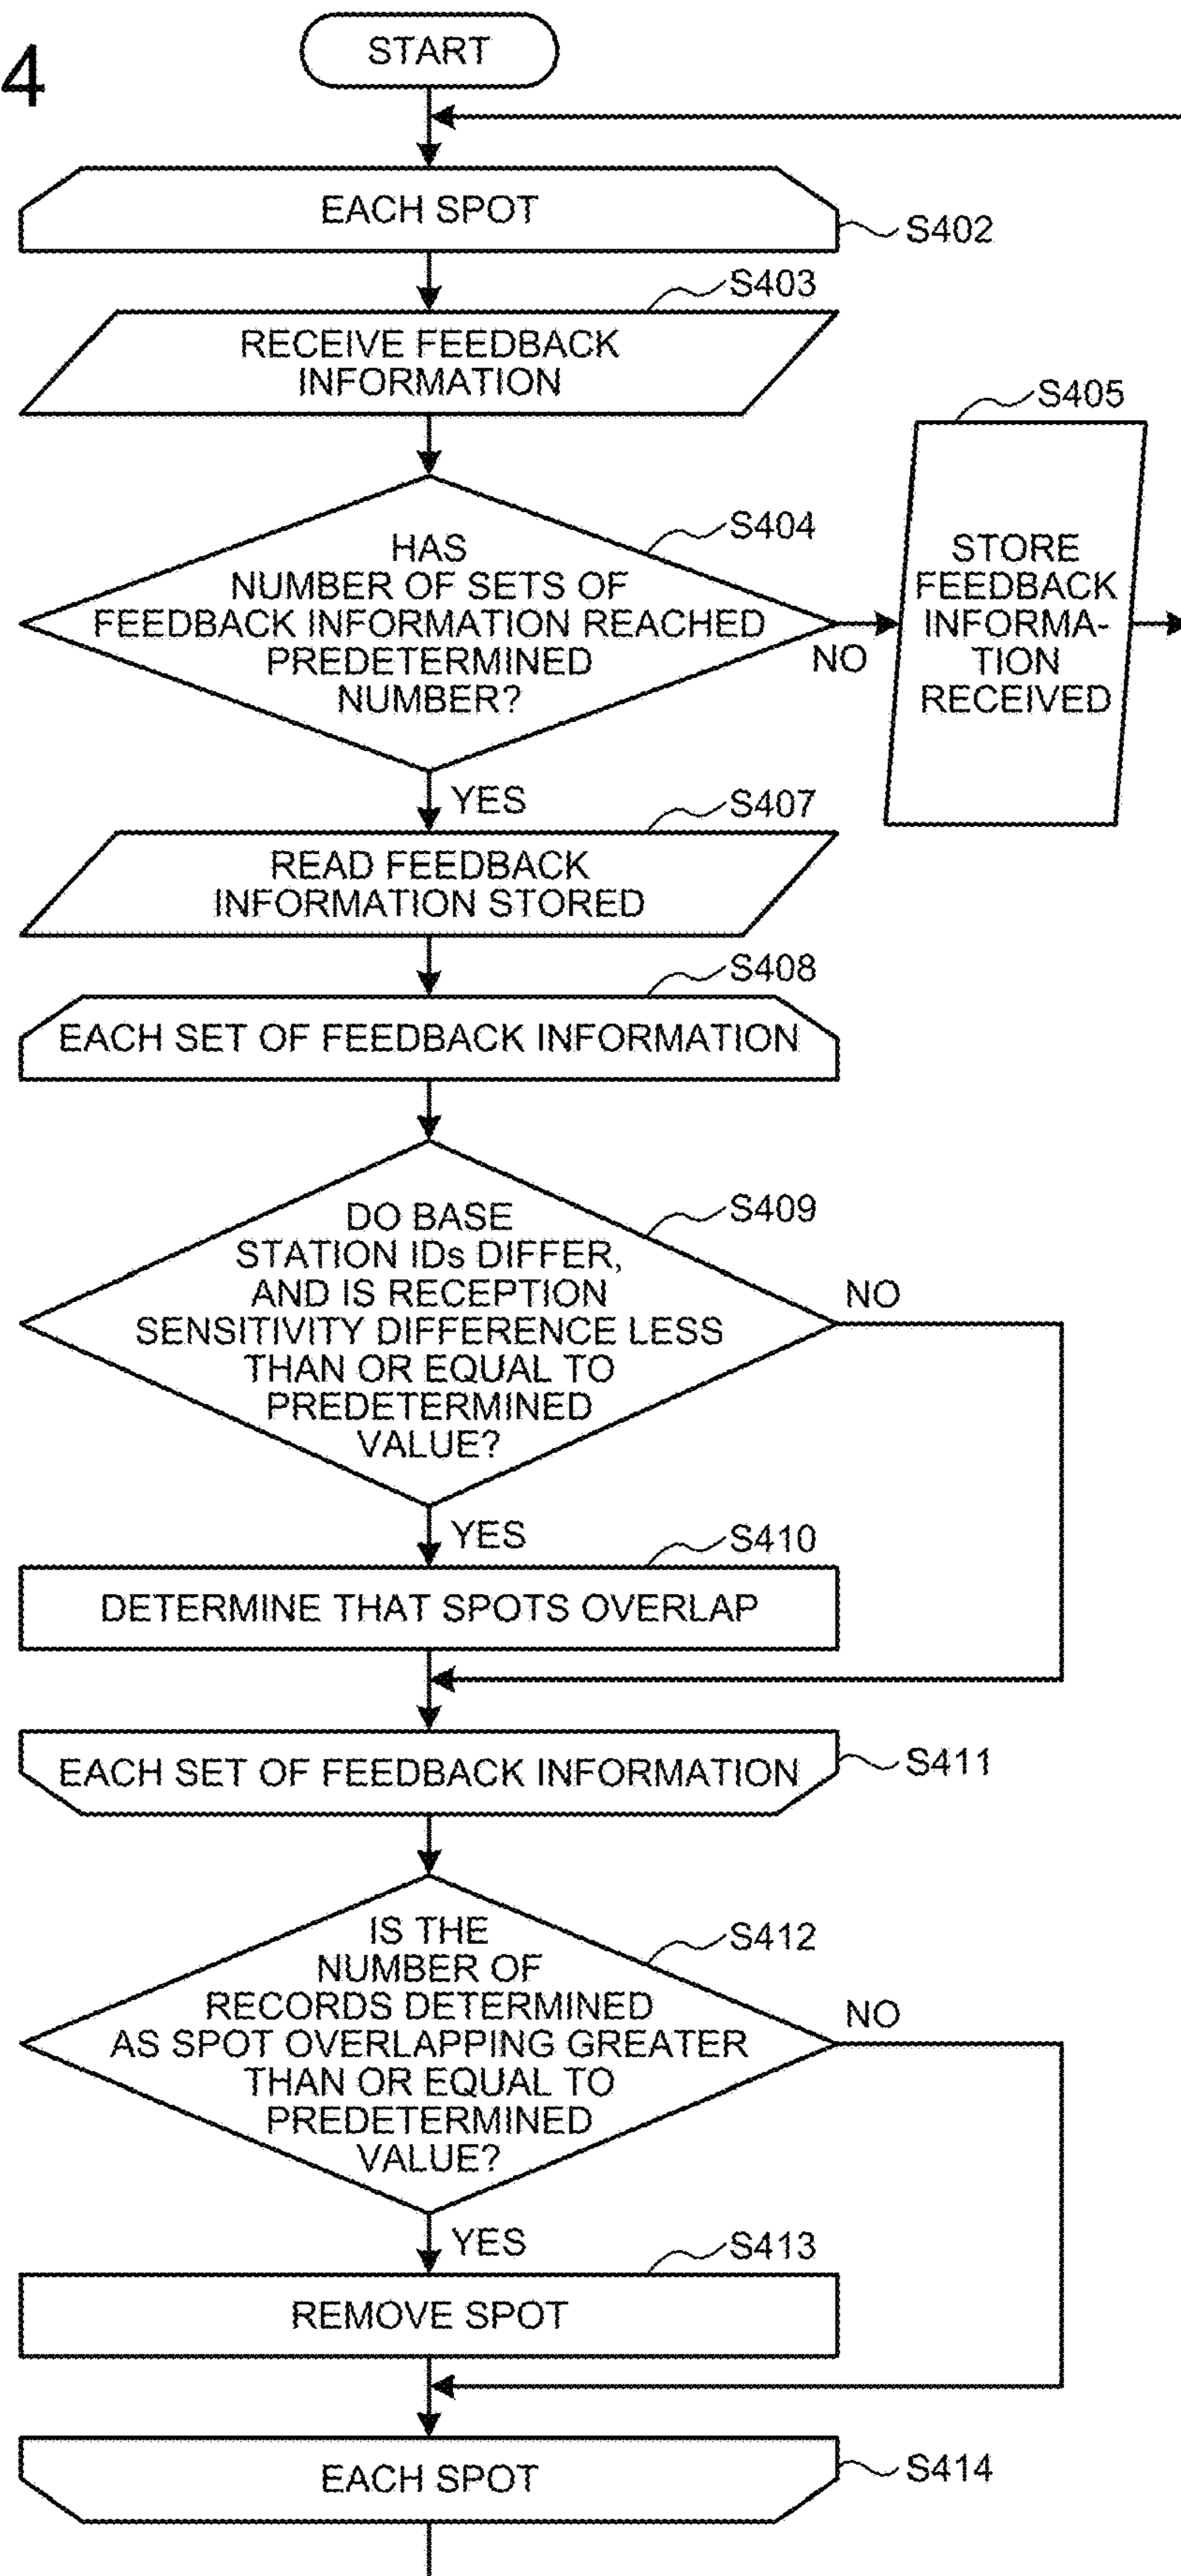 4
START
EACH SPOT
S402
S403
RECEIVE FEEDBACK
INFORMATION
S404
HAS
NUMBER OF SETS OF
FEEDBACK INFORMATION REACHED
PREDETERMINED
NUMBER?
NO
S405
STORE
FEEDBACK
INFORMA-
TION
RECEIVED
YES
S407
READ FEEDBACK
INFORMATION STORED
S408
EACH SET OF FEEDBACK INFORMATION
S409
DO BASE
STATION IDs DIFFER,
AND IS RECEPTION
SENSITIVITY DIFFERENCE LESS
THAN OR EQUAL TO
PREDETERMINED
VALUE?
NO
YES
S410
DETERMINE THAT SPOTS OVERLAP
EACH SET OF FEEDBACK INFORMATION
S411
S412
IS THE
NUMBER OF
RECORDS DETERMINED
AS SPOT OVERLAPPING GREATER
THAN OR EQUAL TO
PREDETERMINED
VALUE?
NO
YES
S413
REMOVE SPOT
EACH SPOT
S414